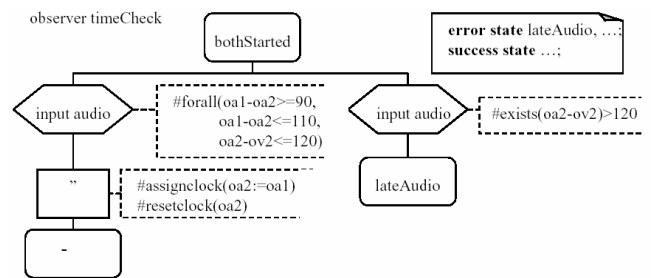 observer timeCheck
bothStarted
error state lateAudio, …;
success state …;
input audio
#forall(oa1-oa2>=90,
oa1-oa2<=110,
oa2-ov2<=120)
input audio
#exists(oa2-ov2)>120
”
#assignclock(oa2:=oa1)
#resetclock(oa2)
lateAudio
-